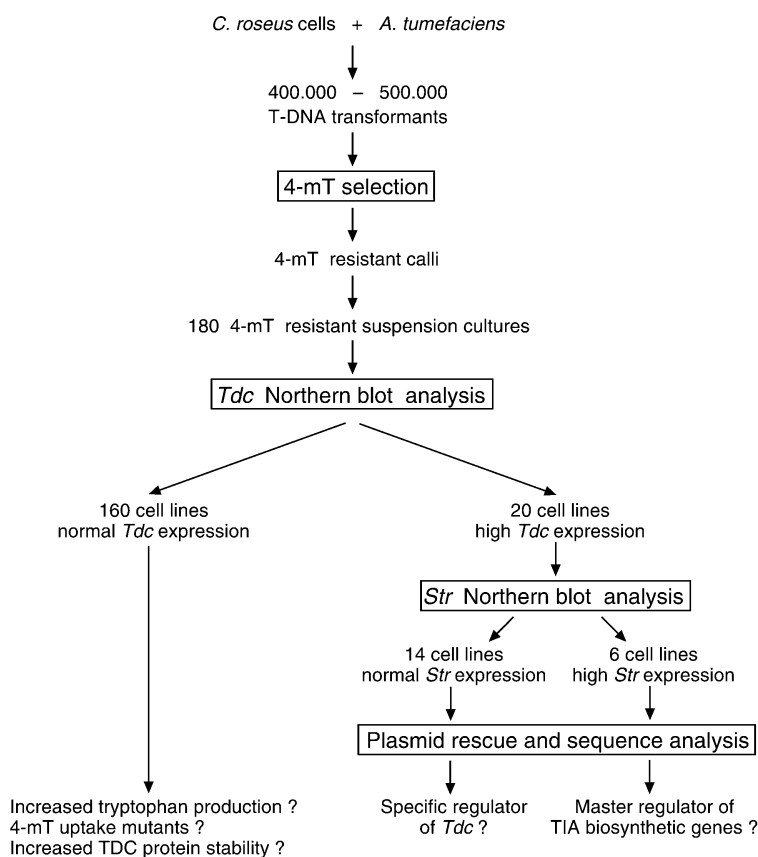 C. roseus cells + A. tumefaciens
400.000 – 500.000
T-DNA transformants
4-mT selection
4-mT resistant calli
180 4-mT resistant suspension cultures
Tdc Northern blot analysis
160 cell lines
normal Tdc expression
20 cell lines
high Tdc expression
Str Northern blot analysis
14 cell lines
normal Str expression
6 cell lines
high Str expression
Plasmid rescue and sequence analysis
Increased tryptophan production ?
4-mT uptake mutants ?
Increased TDC protein stability ?
Specific regulator
of Tdc ?
Master regulator of
TIA biosynthetic genes ?